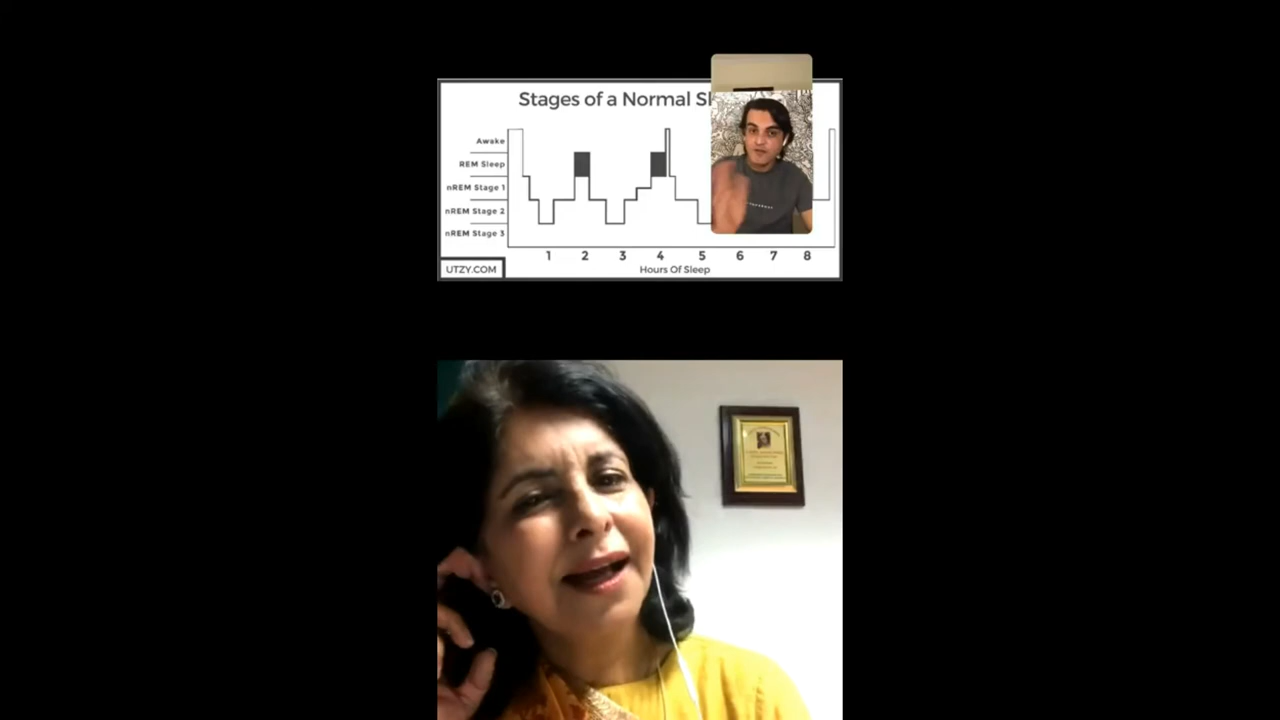 Stages of a Normal Sl
Awake
REM Sleep
nREM Stage 1
nREM Stage 2
nREM Stage 3
1 2 3 4 5 6 7 8
Hours Of Sleep
UTZY.COM